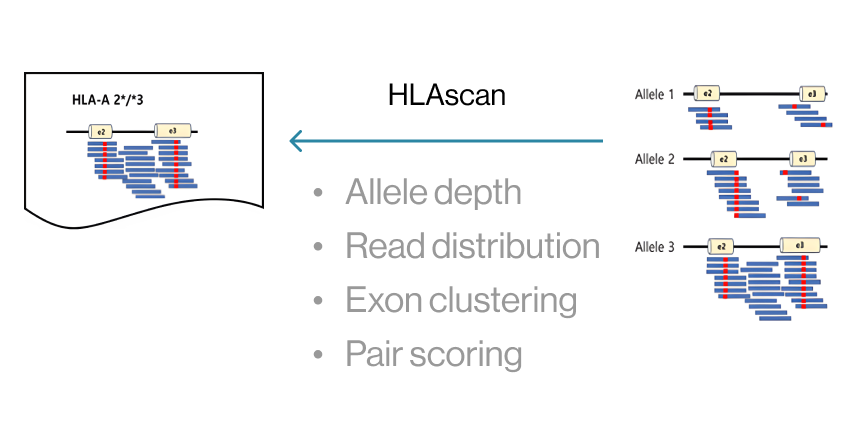 HLA-A 2*/*3
e2
e3
HLAscan
• Allele depth
• Read distribution
• Exon clustering
• Pair scoring
Allele 1
e2
e3
Allele 2
e2
e3
Allele 3
e2
e3